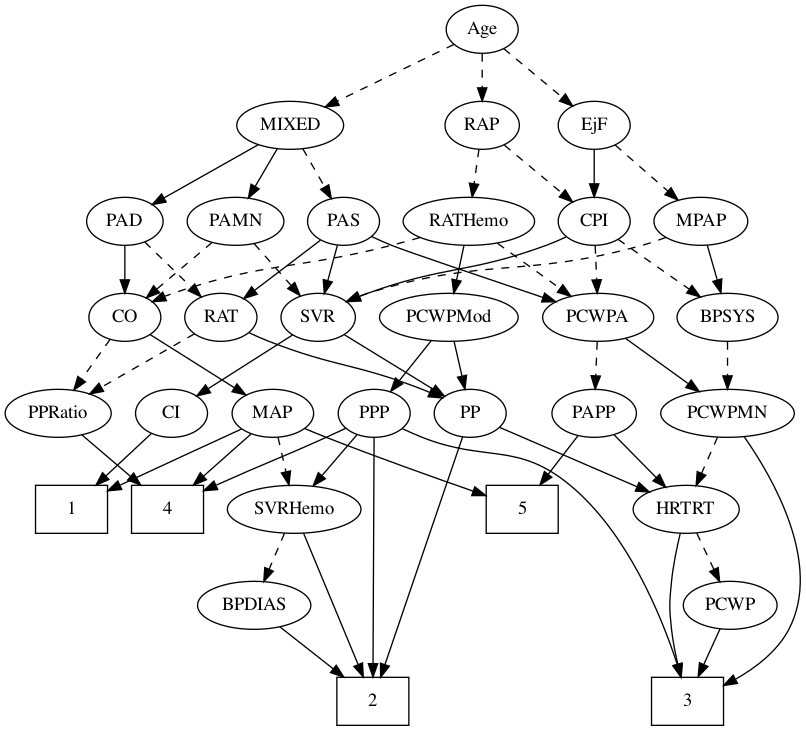 Age
MIXED
RAP
EjF
PAD
PAMN
PAS
RATHemo
CPI
MPAP
CO
RAT
SVR
PCWPMod
PCWPA
BPSYS
PPRatio
CI
MAP
PPP
PP
PAPP
PCWPMN
1
4
SVRHemo
5
HRTRT
BPDIAS
PCWP
2
3